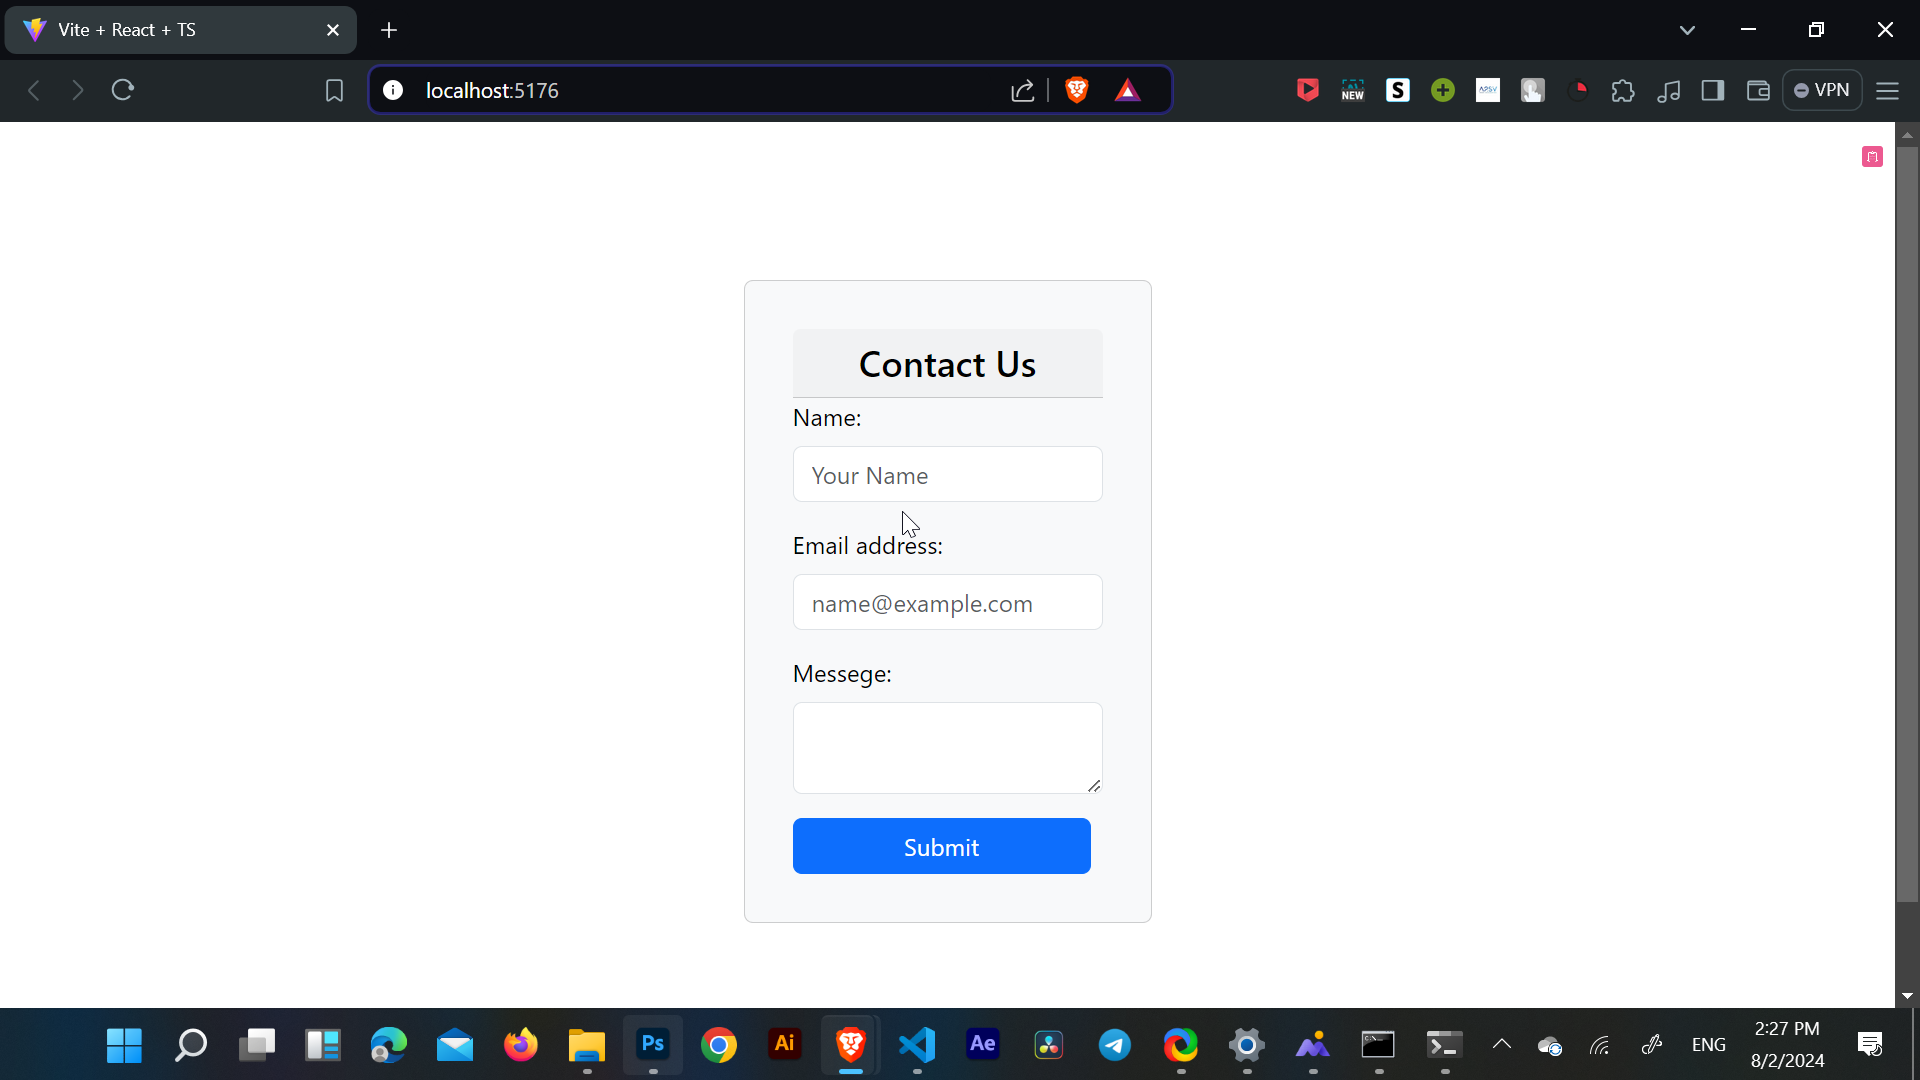 Vite + React + TS
localhost:5176
NEW
S
VPN
Contact Us
Name:
Your Name
Email address:
name@example.com
Messege:
Submit
Ps
Ai
Ae
ENG
2:27 PM
8/2/2024